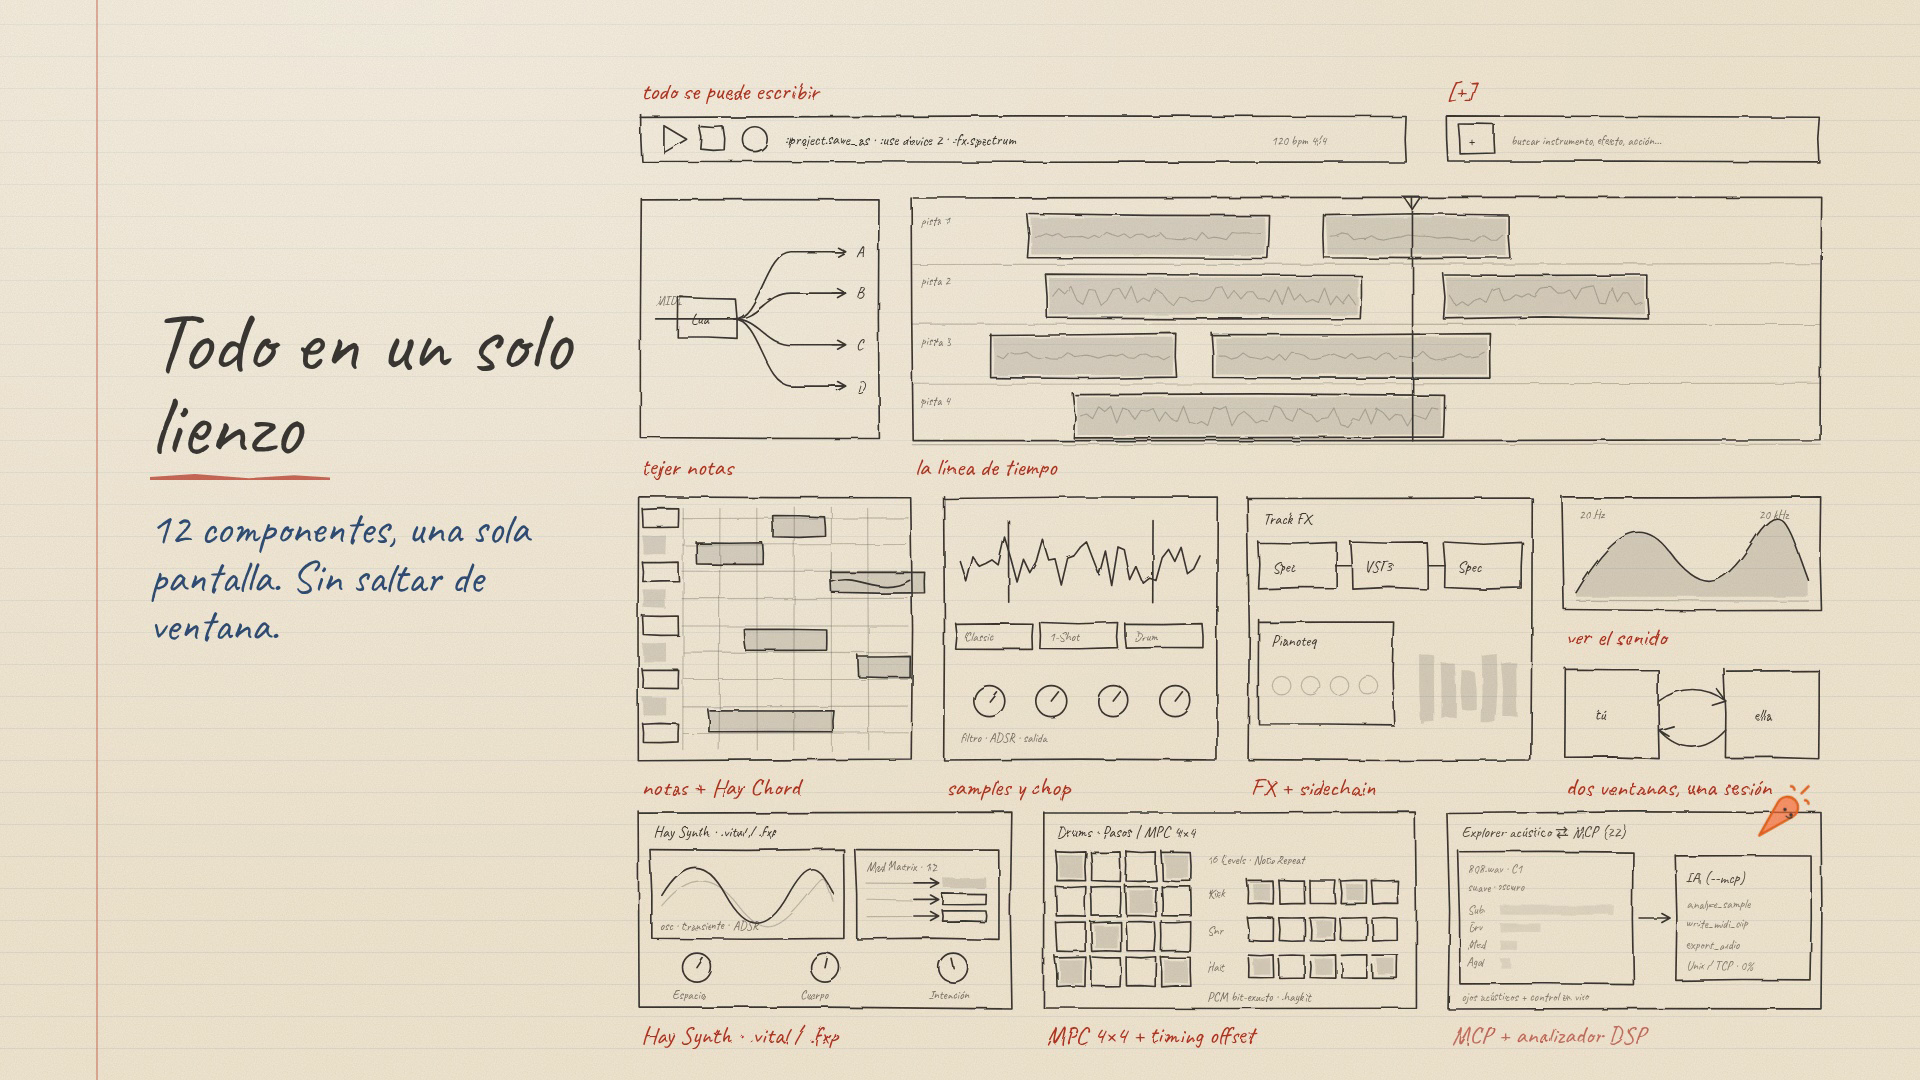 Todo en un solo
lienzo
12 componentes, una sola
pantalla. Sin saltar de
ventana.
todo se puede escribir
[+]
:project.save_as · :use device 2 · :fx.spectrum
120 bpm 4/4
+
buscar instrumento, efecto, acción...
MIDI
Lua
A
B
C
D
pista 1
pista 2
pista 3
pista 4
tejer notas
la línea de tiempo
Classic
1-Shot
Drum
filtro · ADSR · salida
Track FX
Spec
VST3
Spec
Pianoteq
20 Hz
20 kHz
ver el sonido
tú
ella
notas + Hay Chord
samples y chop
FX + sidechain
dos ventanas, una sesión
Hay Synth · .vital / .fxp
osc · transiente · ADSR
Mod Matrix · 32
Espacio
Cuerpo
Intención
Drums · Pasos / MPC 4x4
16 Levels · Note Repeat
Kick
Snr
Hat
PCM bit-exacto · .haykit
Explorer acústico ⇄ MCP (22)
808.wav · C1
suave · oscuro
Sub
Grv
Med
Agd
IA (--mcp)
analyze_sample
write_midi_clip
export_audio
Unix / TCP · 0%
ojos acústicos + control en vivo
Hay Synth · .vital / .fxp
MPC 4x4 + timing offset
MCP + analizador DSP